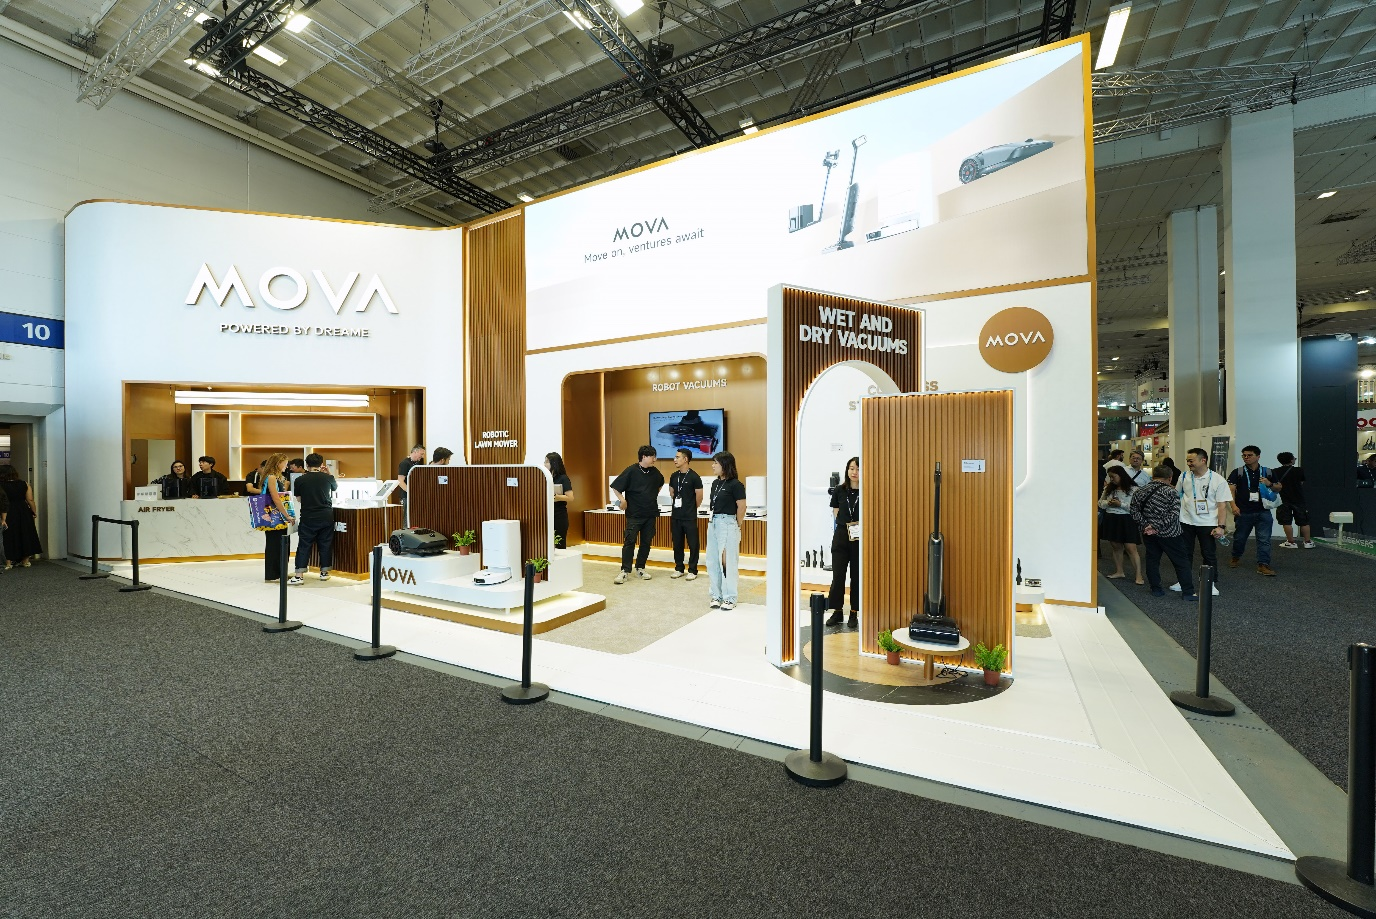 10
MOVA
POWERED BY DREAME
AIR FRYER
ROBOTIC
LAWN MOWER
MOVA
MOVA
Move on, ventures await
ROBOT VACUUMS
WET AND
DRY VACUUMS
MOVA